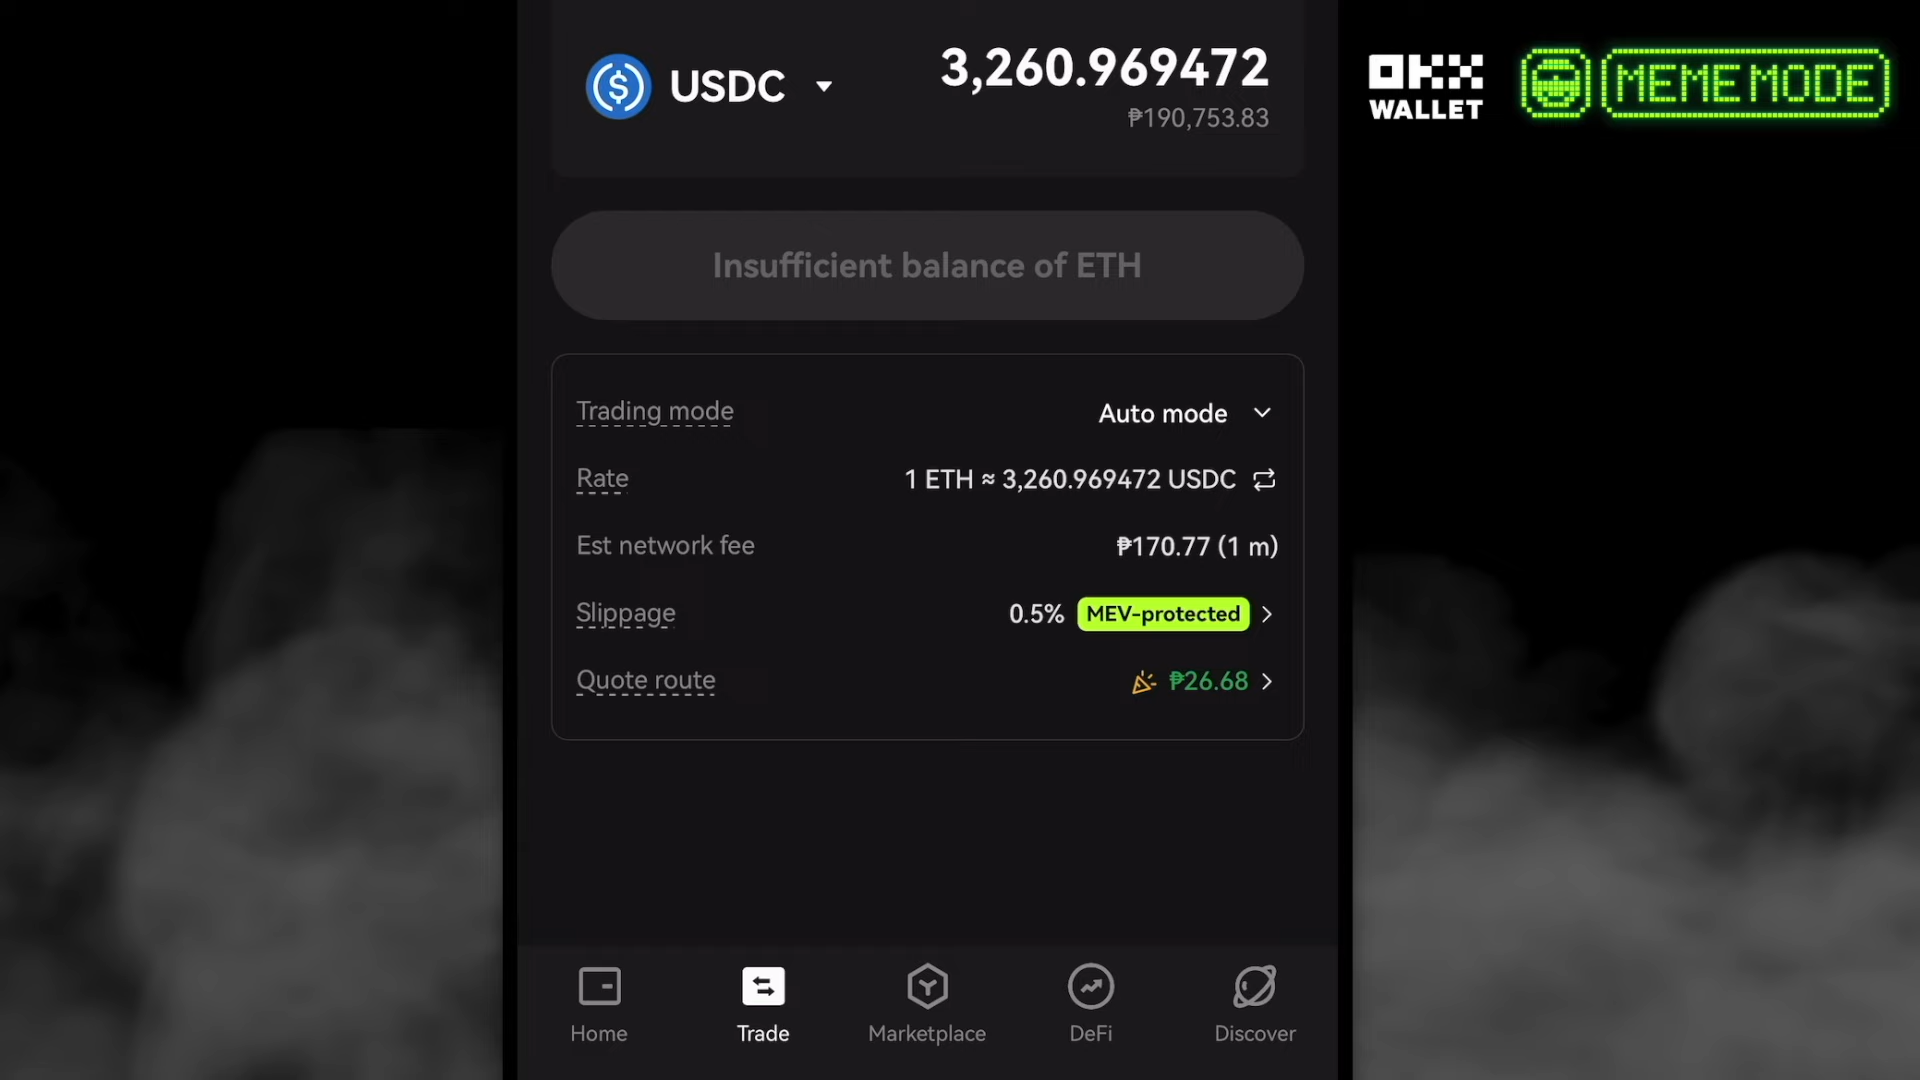 USDC
3,260.969472
₱190,753.83
OKX
WALLET
MEME MODE
Insufficient balance of ETH
Trading mode
Auto mode
Rate
1 ETH ≈ 3,260.969472 USDC
Est network fee
₱170.77 (1 m)
Slippage
0.5% MEV-protected
Quote route
₱26.68
Home
Trade
Marketplace
DeFi
Discover